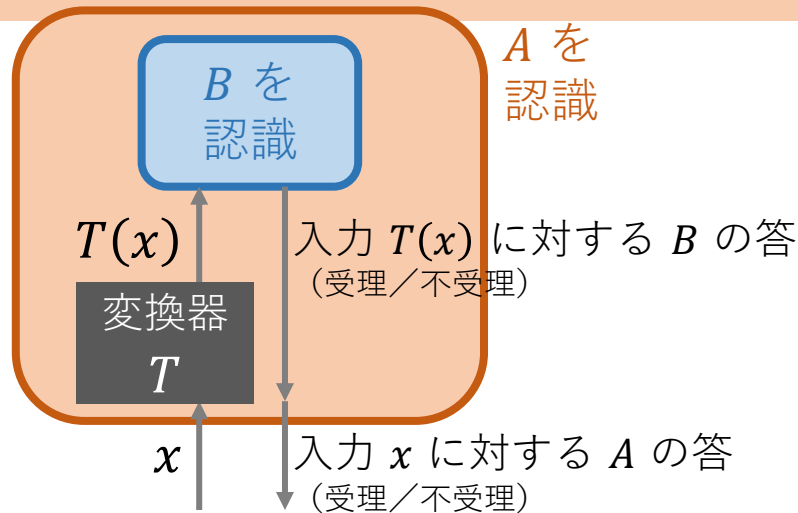 A を
認識
B を
認識
T(x)
入力 T(x) に対する B の答
（受理／不受理）
変換器
T
x
入力 x に対する A の答
（受理／不受理）